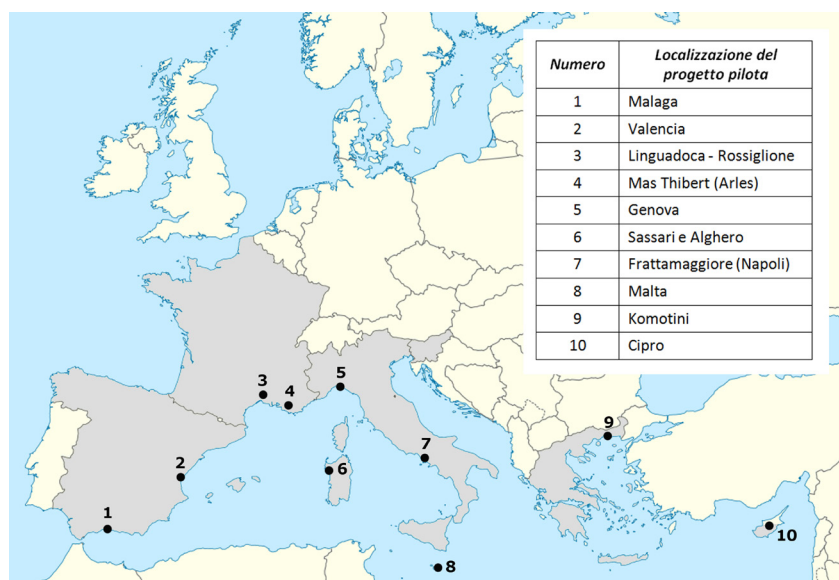 Numero Localizzazione del
progetto pilota
1 Malaga
2 Valencia
3 Linguadoca - Rossiglione
4 Mas Thibert (Arles)
5 Genova
6 Sassari e Alghero
7 Frattamaggiore (Napoli)
8 Malta
9 Komotini
10 Cipro
5
3
4
9
7
6
2
1
10
8